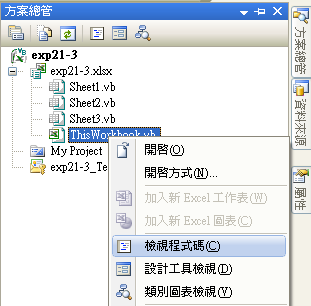 方案總管
exp21-3
exp21-3.xlsx
Sheet1.vb
Sheet2.vb
Sheet3.vb
ThisWorkbook.vb
My Project
exp21-3_Te
開啟(O)
開啟方式(N)...
加入新 Excel 工作表(W)
加入新 Excel 圖表(C)
檢視程式碼(C)
設計工具檢視(D)
類別圖表檢視(V)
方案總管
資料來源
屬性